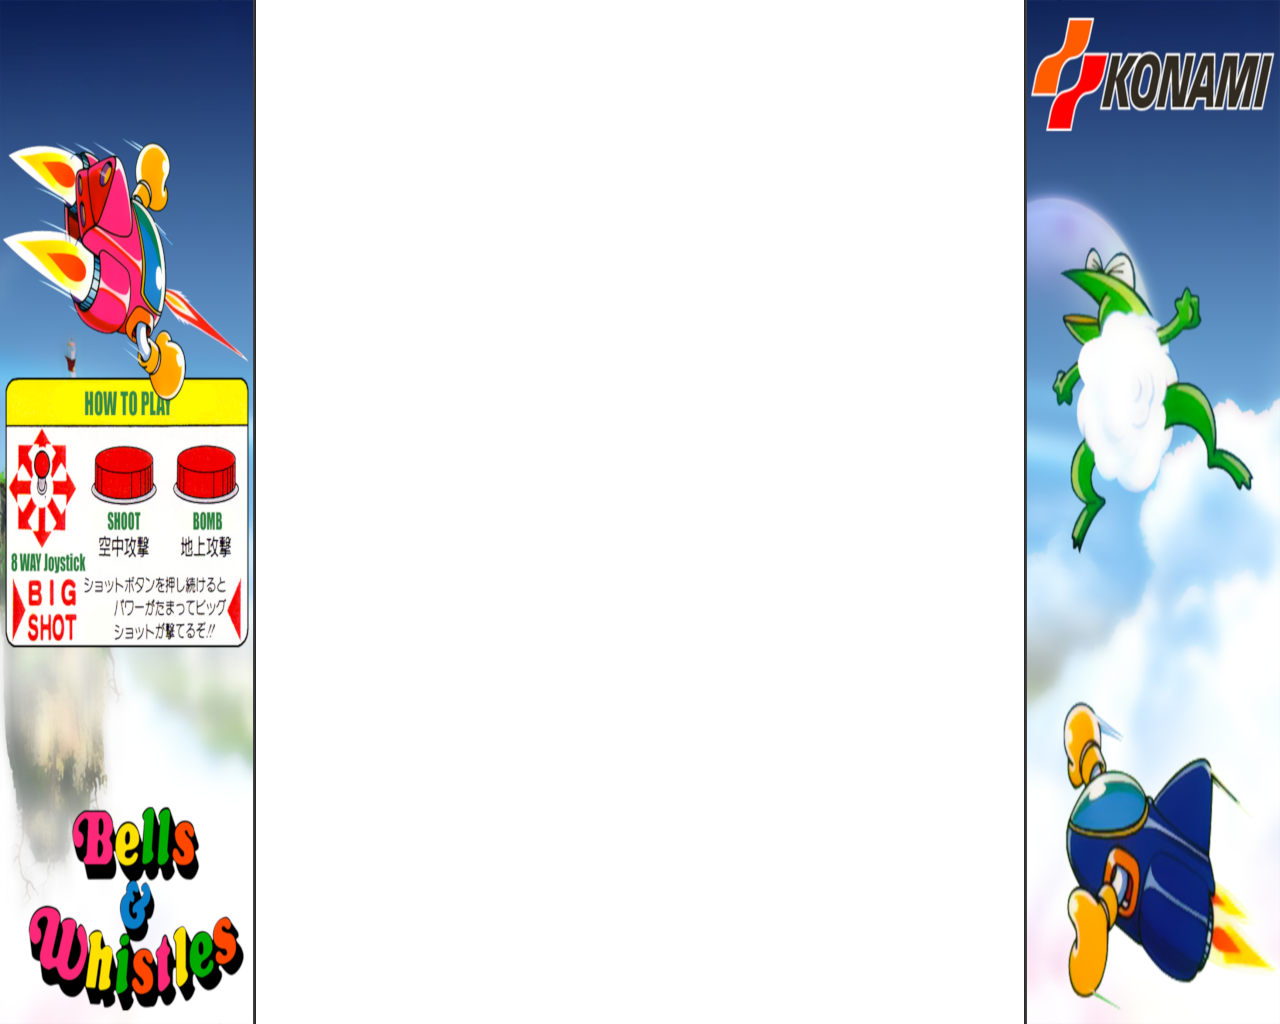 HOW TO PLAY
SHOOT
BOMB
空中攻撃
地上攻撃
8 WAY Joystick
BIG
SHOT
ショットボタンを押し続けると
パワーがたまってビッグ
ショットが撃てるぞ!!
Bells
&
Whistles
KONAMI